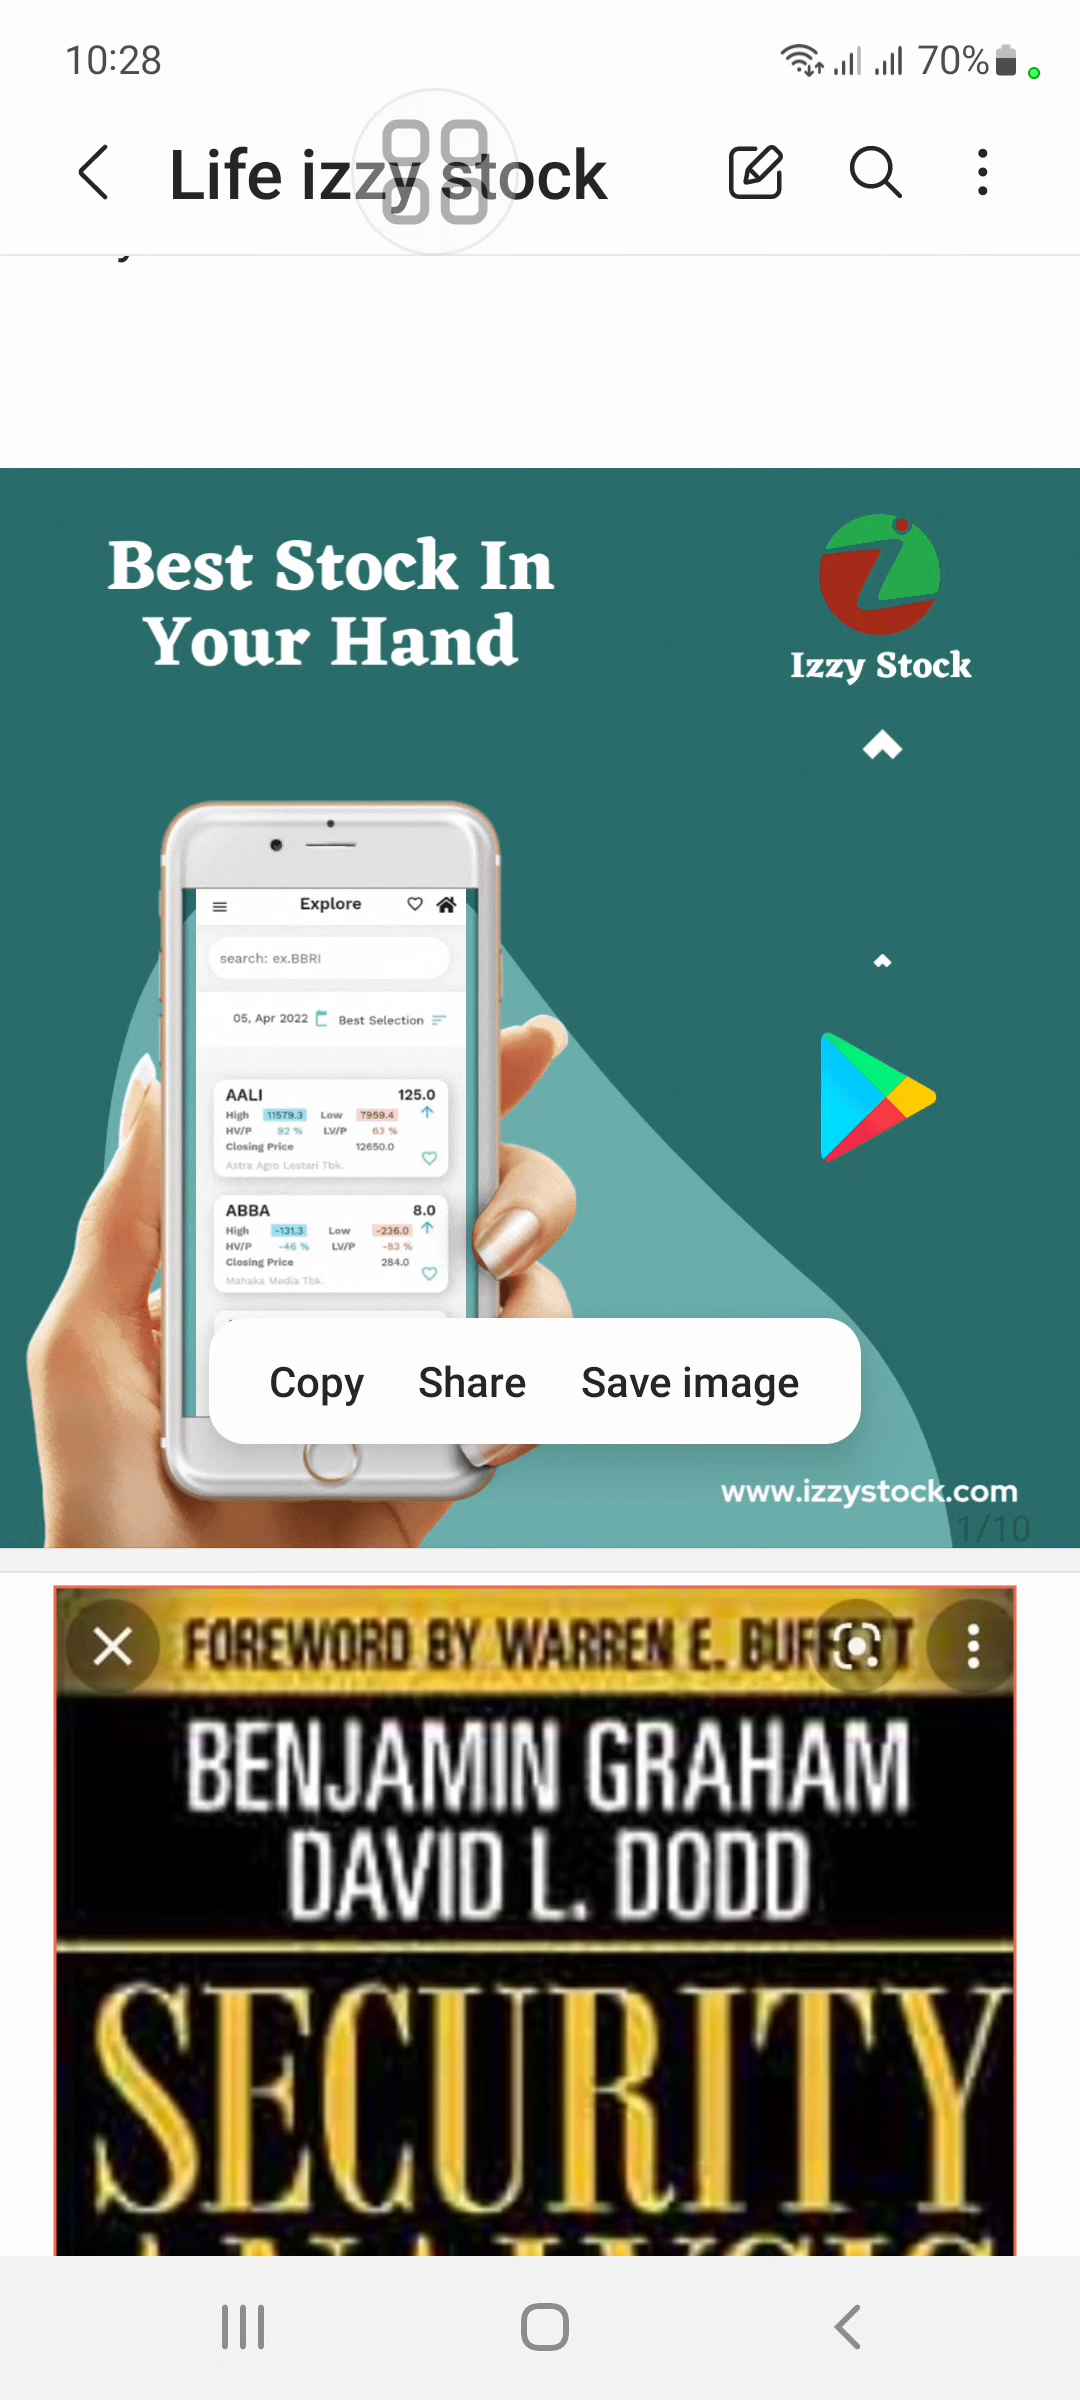 10:28
70%
Life izzy stock
Best Stock In
Your Hand
Izzy Stock
Explore
search: ex.BBRI
05, Apr 2022 Best Selection
AALI 125.0
High 11579.3 Low 7959.4
HV/P 92 % LV/P 63 %
Closing Price 12650.0
Astra Agro Lestari Tbk.
ABBA 8.0
High -131.3 Low -236.0
HV/P -46 % LV/P -83 %
Closing Price 284.0
Mahaka Media Tbk.
Copy Share Save image
www.izzystock.com
1/10
FOREWORD BY WARREN E. BUFFETT
BENJAMIN GRAHAM
DAVID L. DODD
SECURITY